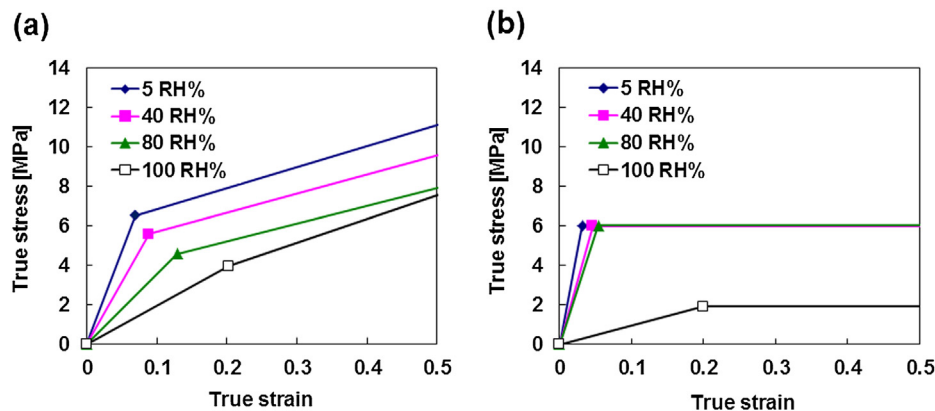 (a)
(b)
True stress [MPa]
14
12
10
8
6
4
2
0
5 RH%
40 RH%
80 RH%
100 RH%
0 0.1 0.2 0.3 0.4 0.5
True strain
True stress [MPa]
14
12
10
8
6
4
2
0
5 RH%
40 RH%
80 RH%
100 RH%
0 0.1 0.2 0.3 0.4 0.5
True strain